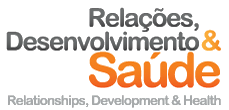 Relações,
Desenvolvimento&
Saúde
Relationships, Development & Health